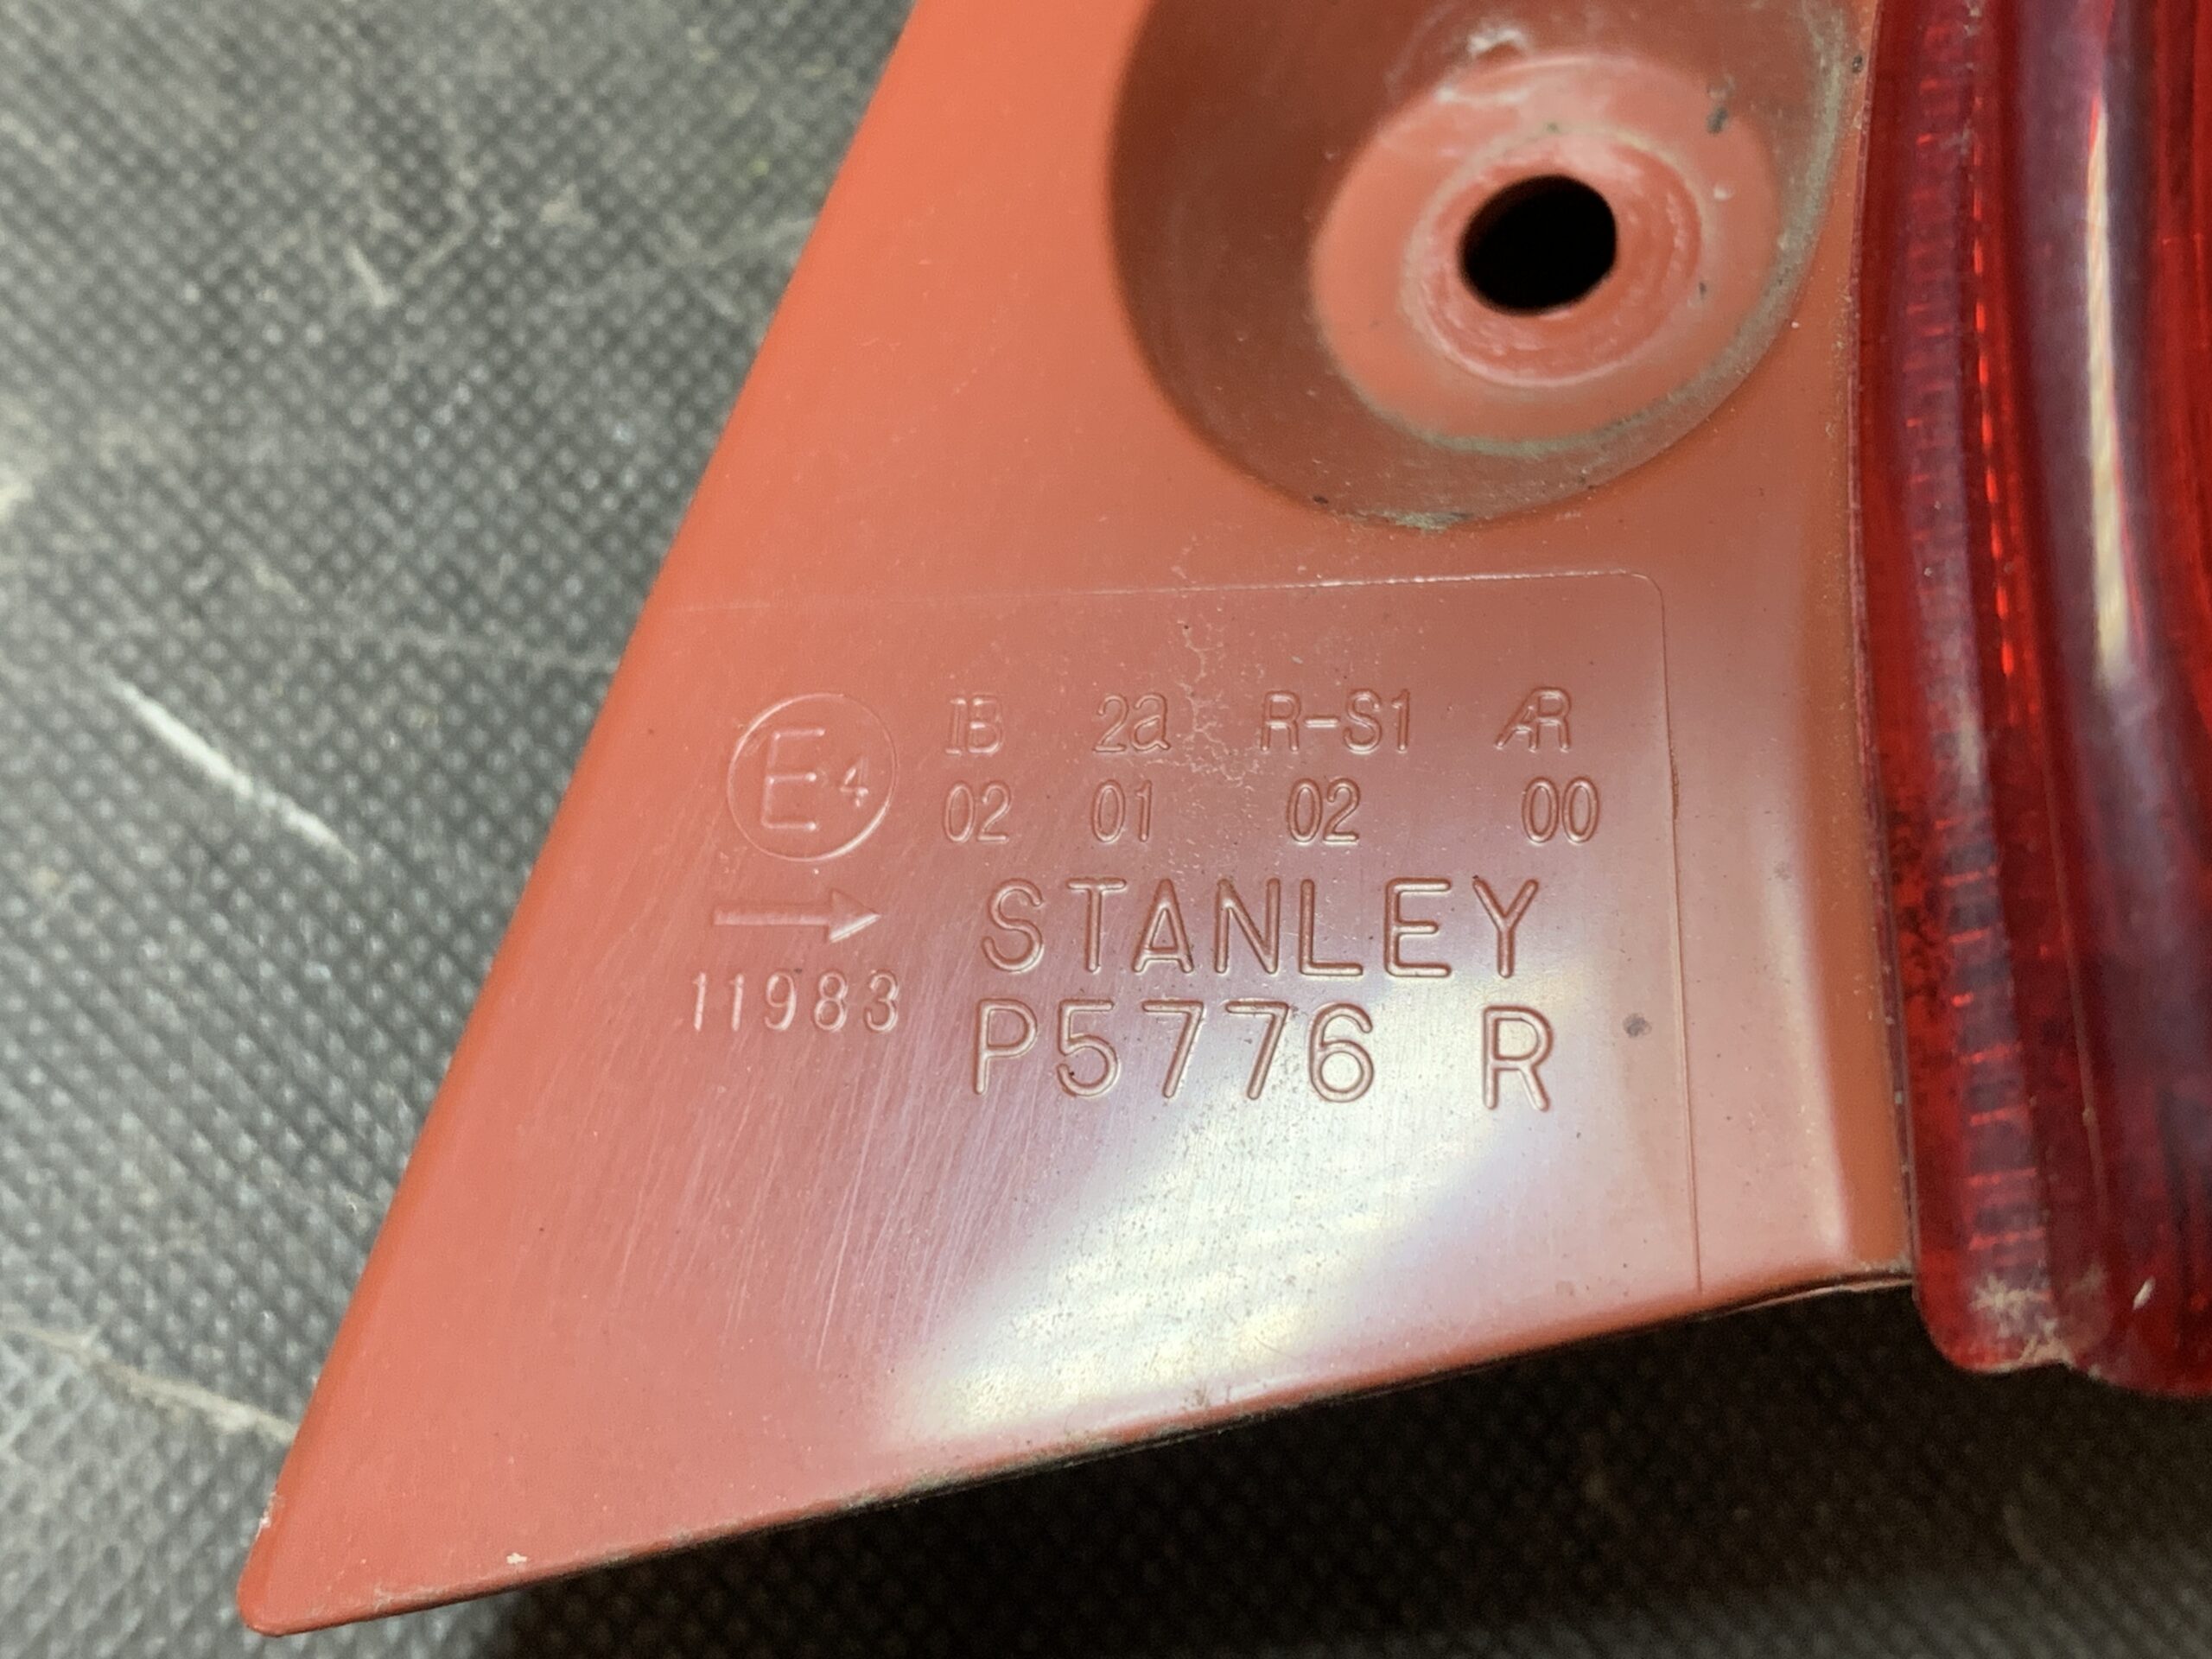 E4 IB 2a R-S1 AR
02 01 02 00
→ STANLEY
11983 P5776 R